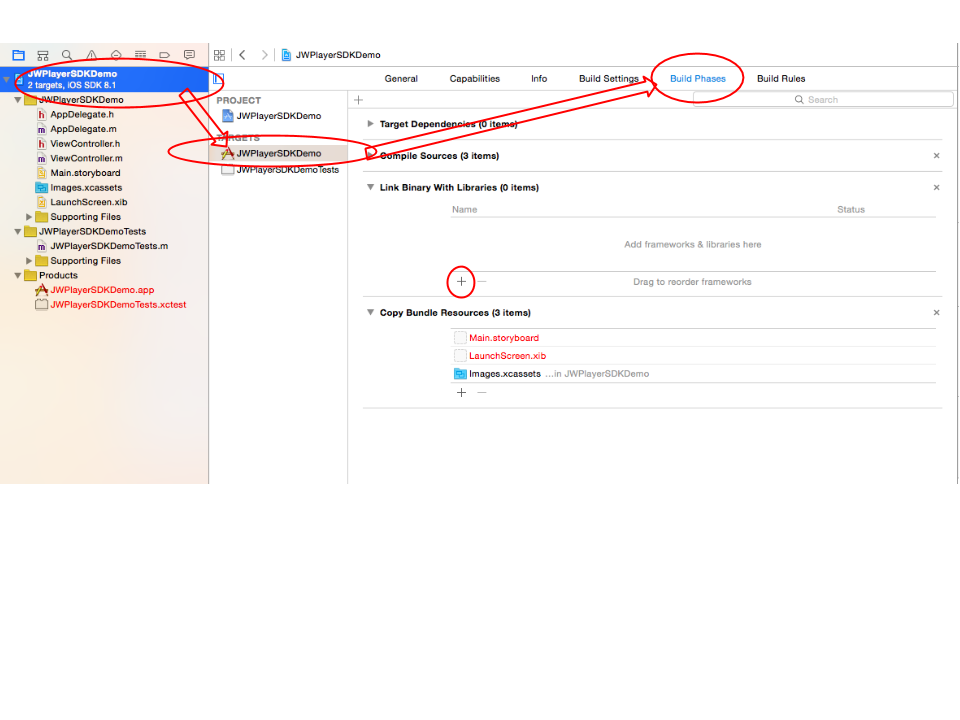 JWPlayerSDKDemo
JWPlayerSDKDemo
2 targets, iOS SDK 8.1
JWPlayerSDKDemo
h AppDelegate.h
m AppDelegate.m
h ViewController.h
m ViewController.m
Main.storyboard
Images.xcassets
LaunchScreen.xib
Supporting Files
JWPlayerSDKDemoTests
m JWPlayerSDKDemoTests.m
Supporting Files
Products
JWPlayerSDKDemo.app
JWPlayerSDKDemoTests.xctest
PROJECT
JWPlayerSDKDemo
TARGETS
JWPlayerSDKDemo
JWPlayerSDKDemoTests
General Capabilities Info Build Settings Build Phases Build Rules
Search
Target Dependencies (0 items)
Compile Sources (3 items)
Link Binary With Libraries (0 items)
Name Status
Add frameworks & libraries here
Drag to reorder frameworks
Copy Bundle Resources (3 items)
Main.storyboard
LaunchScreen.xib
Images.xcassets ...in JWPlayerSDKDemo